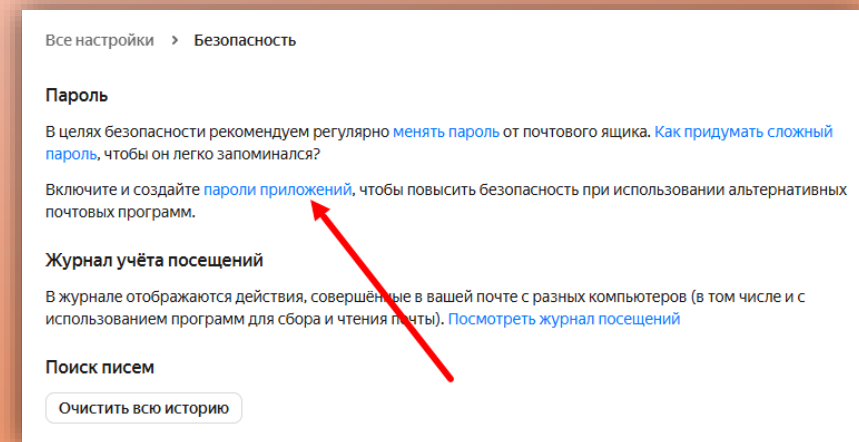 Все настройки > Безопасность
Пароль
В целях безопасности рекомендуем регулярно менять пароль от почтового ящика. Как придумать сложный
пароль, чтобы он легко запоминался?
Включите и создайте пароли приложений, чтобы повысить безопасность при использовании альтернативных
почтовых программ.
Журнал учёта посещений
В журнале отображаются действия, совершённые в вашей почте с разных компьютеров (в том числе и с
использованием программ для сбора и чтения почты). Посмотреть журнал посещений
Поиск писем
Очистить всю историю